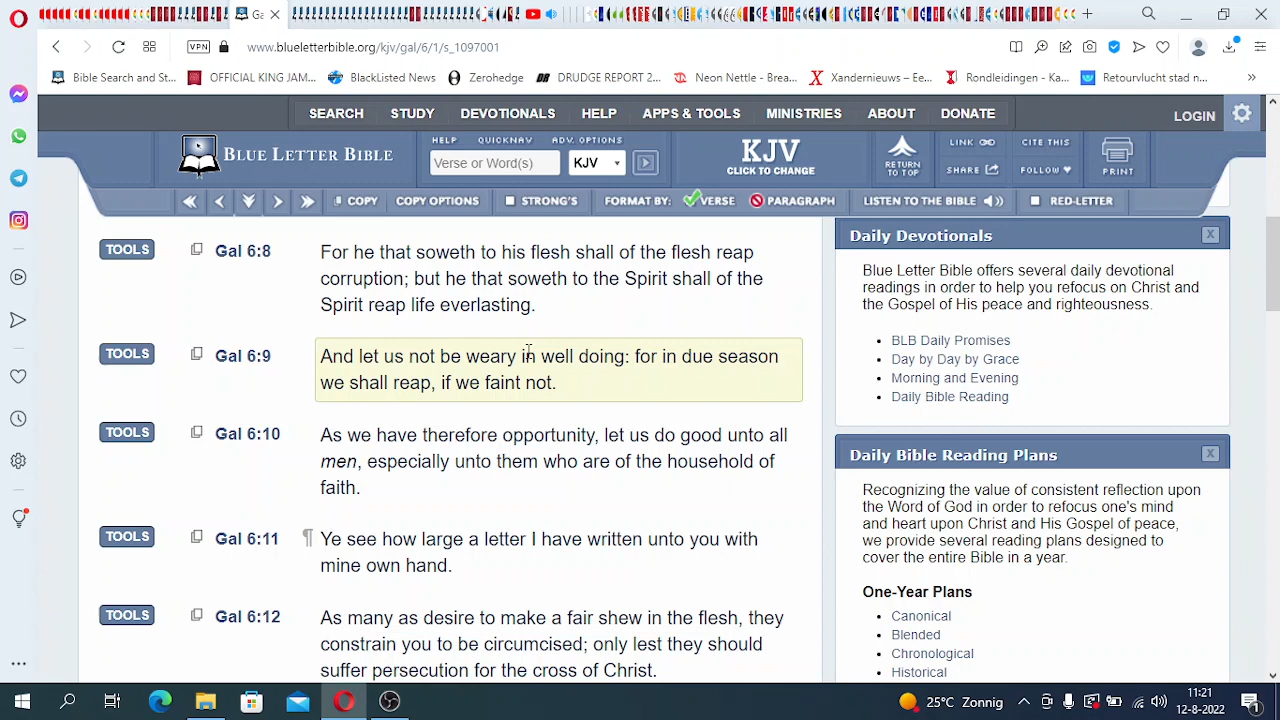 Ga
www.blueletterbible.org/kjv/gal/6/1/s_1097001
VPN
Bible Search and St...
OFFICIAL KING JAM...
BlackListed News
Zerohedge
DRUDGE REPORT 2...
Neon Nettle - Brea...
Xandernieuws – Ee...
Rondleidingen - Ka...
Retourvlucht stad n...
»
SEARCH STUDY DEVOTIONALS HELP APPS & TOOLS MINISTRIES ABOUT DONATE
LOGIN
BLUE LETTER BIBLE
HELP QUICKNAV ADV. OPTIONS
Verse or Word(s)
KJV
KJV
CLICK TO CHANGE
RETURN
TO TOP
LINK
SHARE
CITE THIS
FOLLOW
PRINT
COPY COPY OPTIONS STRONG'S FORMAT BY: VERSE PARAGRAPH LISTEN TO THE BIBLE RED-LETTER
TOOLS Gal 6:8 For he that soweth to his flesh shall of the flesh reap
corruption; but he that soweth to the Spirit shall of the
Spirit reap life everlasting.
TOOLS Gal 6:9 And let us not be weary in well doing: for in due season
we shall reap, if we faint not.
TOOLS Gal 6:10 As we have therefore opportunity, let us do good unto all
men, especially unto them who are of the household of
faith.
TOOLS Gal 6:11 ¶ Ye see how large a letter I have written unto you with
mine own hand.
TOOLS Gal 6:12 As many as desire to make a fair shew in the flesh, they
constrain you to be circumcised; only lest they should
suffer persecution for the cross of Christ.
Daily Devotionals X
Blue Letter Bible offers several daily devotional
readings in order to help you refocus on Christ and
the Gospel of His peace and righteousness.
• BLB Daily Promises
• Day by Day by Grace
• Morning and Evening
• Daily Bible Reading
Daily Bible Reading Plans X
Recognizing the value of consistent reflection upon
the Word of God in order to refocus one's mind
and heart upon Christ and His Gospel of peace,
we provide several reading plans designed to
cover the entire Bible in a year.
One-Year Plans
• Canonical
• Blended
• Chronological
• Historical
25°C Zonnig
11:21
12-8-2022
1